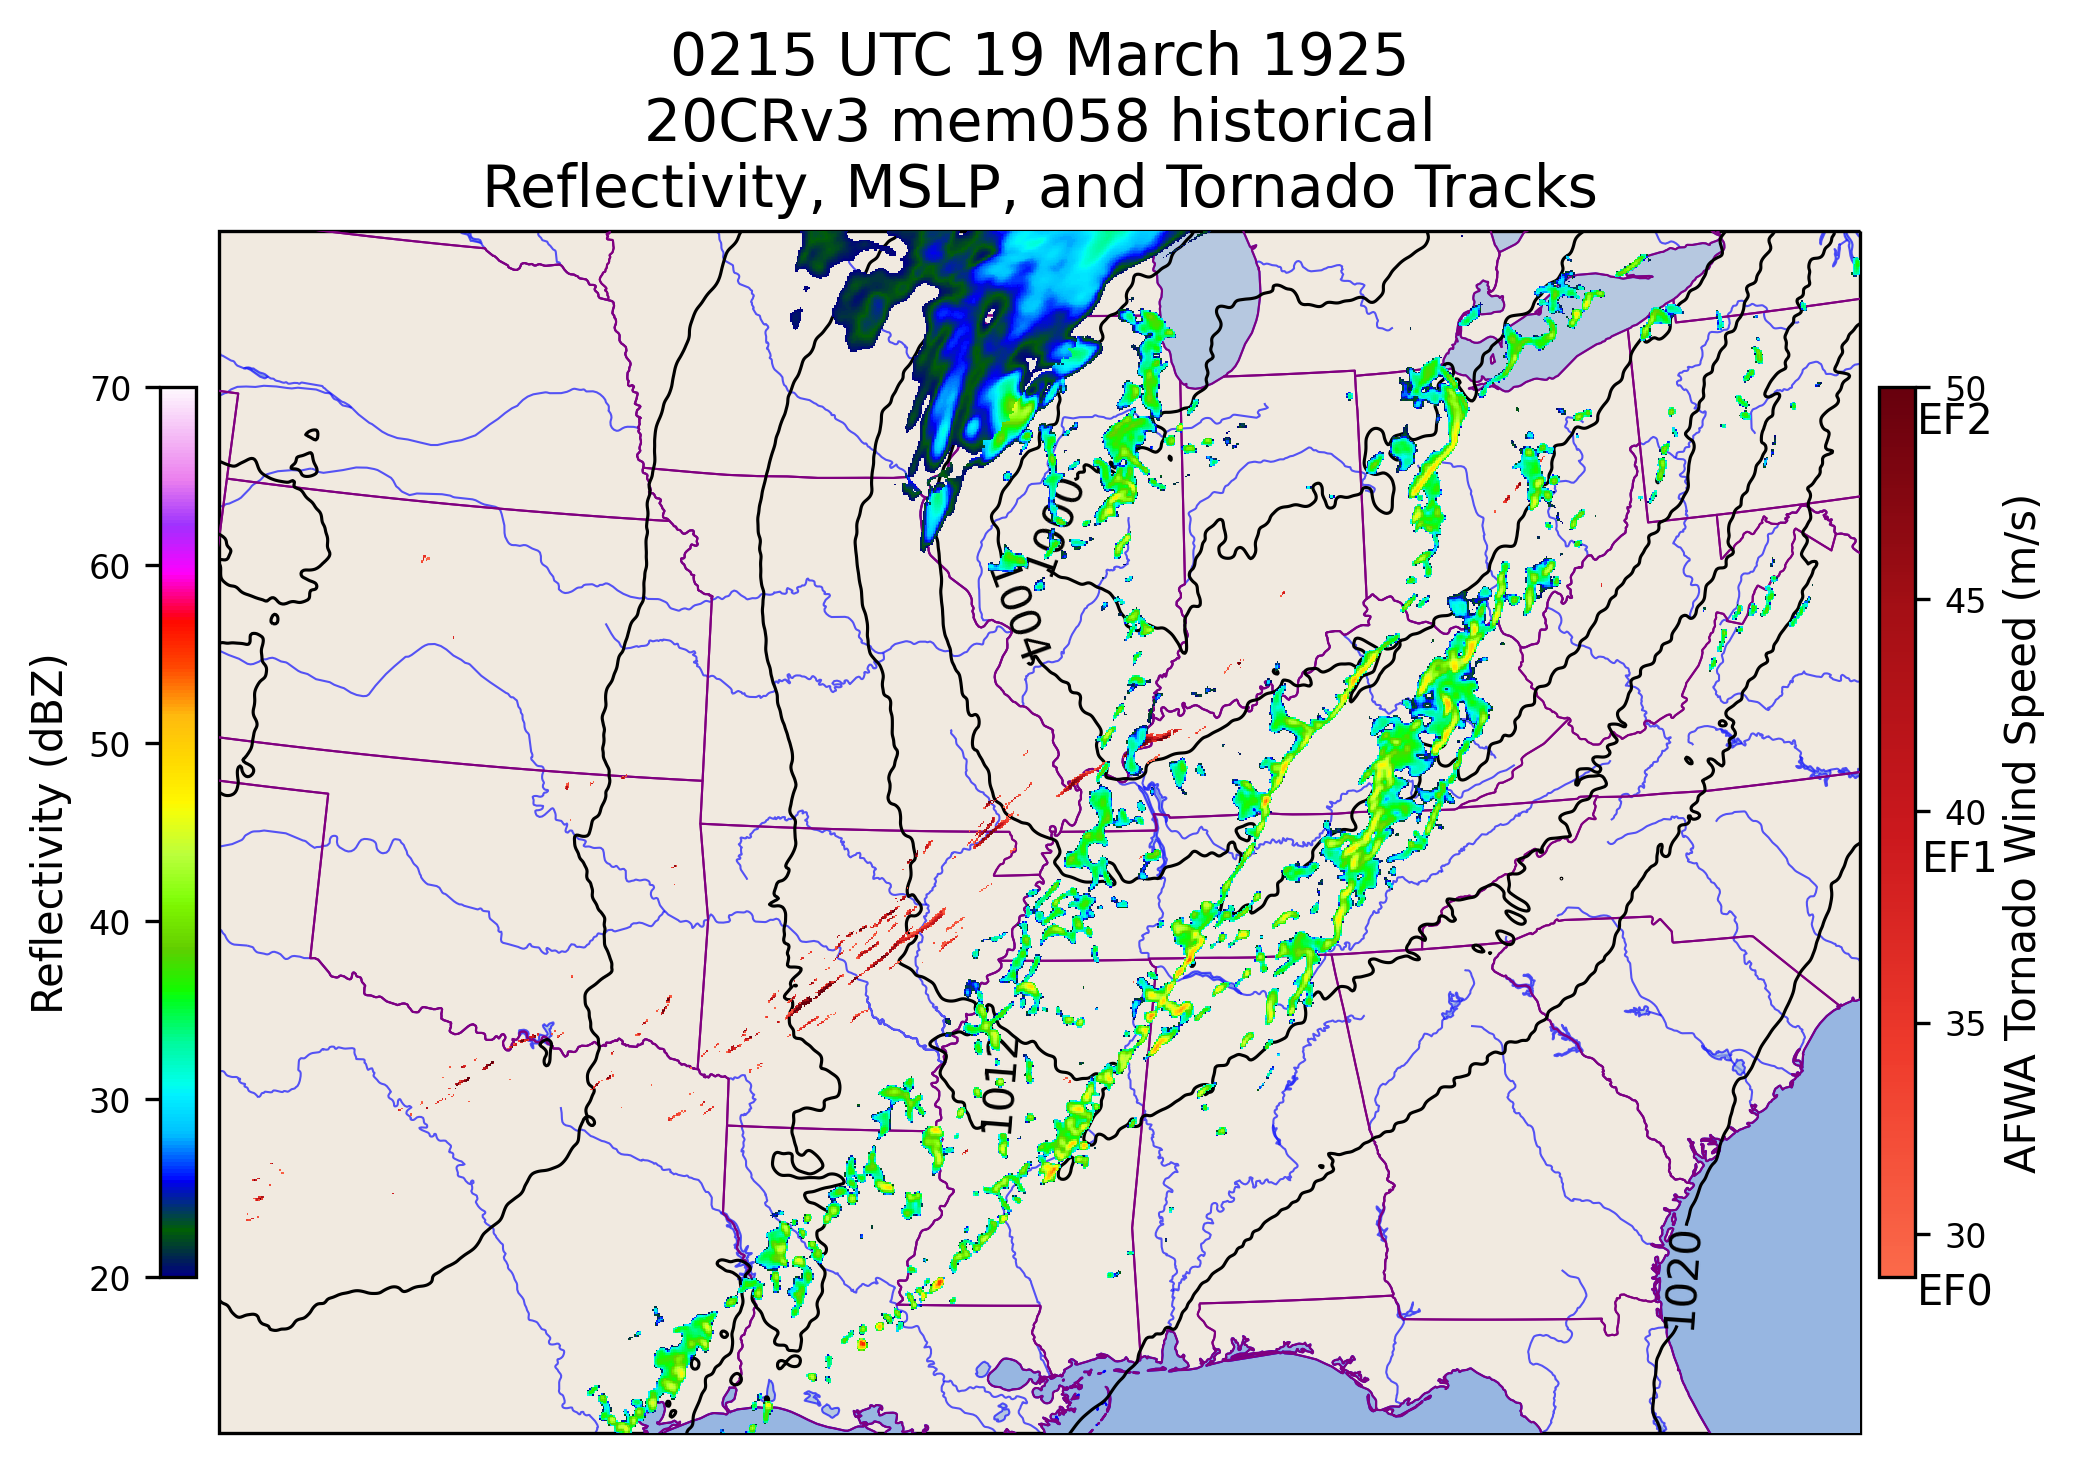 0215 UTC 19 March 1925
20CRv3 mem058 historical
Reflectivity, MSLP, and Tornado Tracks
Reflectivity (dBZ)
70
60
50
40
30
20
1000
1004
1012
1020
50
EF2
45
40
EF1
35
30
EF0
AFWA Tornado Wind Speed (m/s)